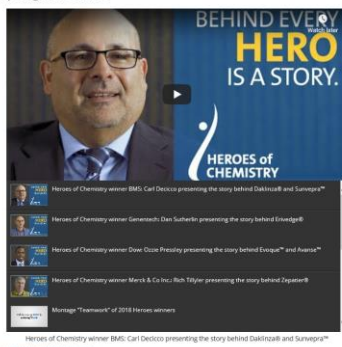 BEHIND EVERY
Watch later
HERO
IS A STORY.
HEROES of
CHEMISTRY
Heroes of Chemistry winner BMS: Carl Decicco presenting the story behind Daklinza® and Sunvepra™
Heroes of Chemistry winner Genentech: Dan Sutherlin presenting the story behind Erivedge®
Heroes of Chemistry winner Dow: Ozzie Pressley presenting the story behind Evoque™ and Avanse™
Heroes of Chemistry winner Merck & Co Inc.: Rich Tillyler presenting the story behind Zepatier®
Montage "Teamwork" of 2018 Heroes winners
Heroes of Chemistry winner BMS: Carl Decicco presenting the story behind Daklinza® and Sunvepra™